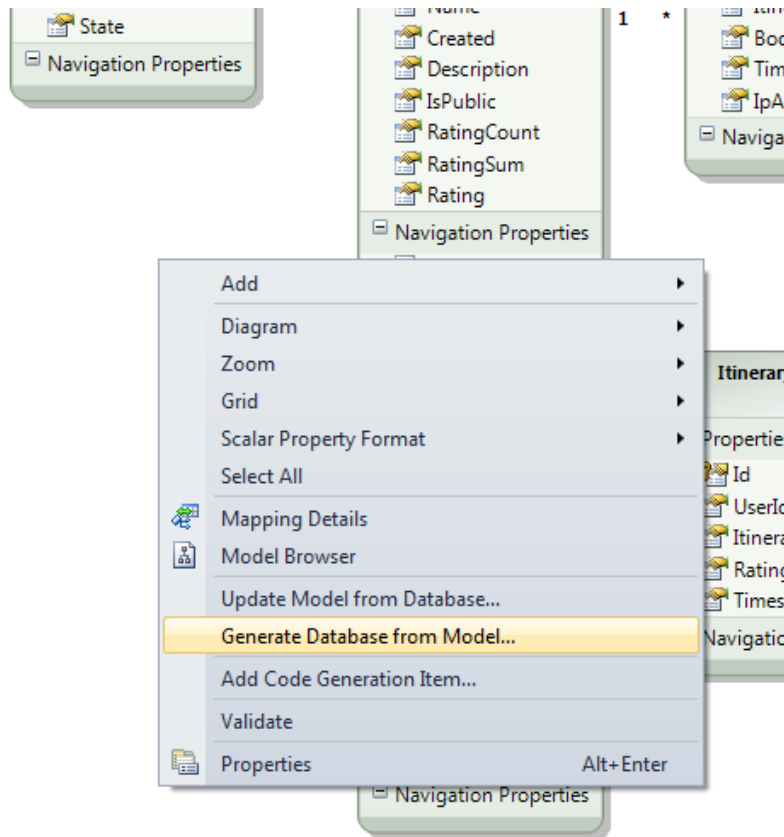 State
Navigation Properties
Name
Created
Description
IsPublic
RatingCount
RatingSum
Rating
Navigation Properties
1 *
Navigation Properties
Add
Diagram
Zoom
Grid
Scalar Property Format
Select All
Mapping Details
Model Browser
Update Model from Database...
Generate Database from Model...
Add Code Generation Item...
Validate
Properties Alt+Enter
Id